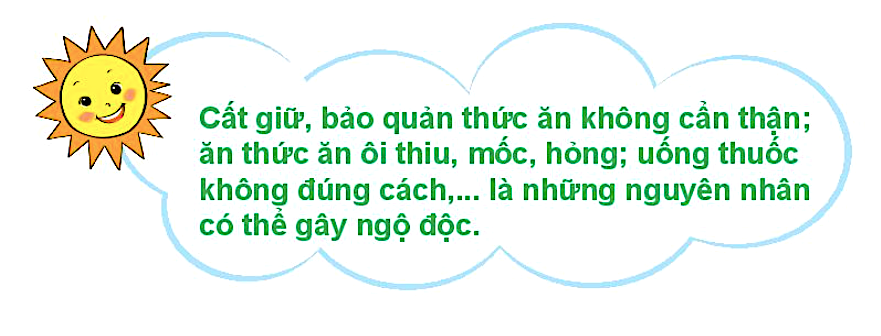 Cất giữ, bảo quản thức ăn không cẩn thận;
ăn thức ăn ôi thiu, mốc, hỏng; uống thuốc
không đúng cách,... là những nguyên nhân
có thể gây ngộ độc.